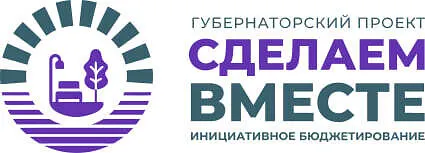 ГУБЕРНАТОРСКИЙ ПРОЕКТ
СДЕЛАЕМ
ВМЕСТЕ
ИНИЦИАТИВНОЕ БЮДЖЕТИРОВАНИЕ